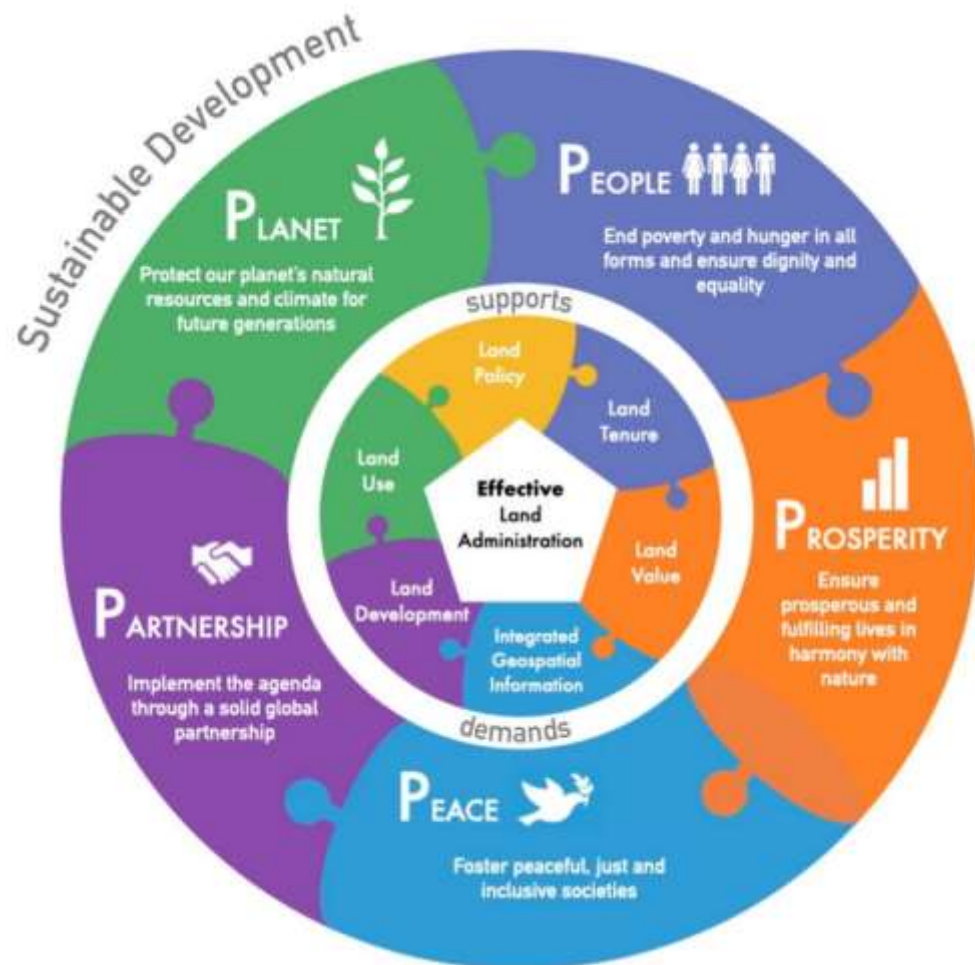 Sustainable Development
PLANET
Protect our planet's natural
resources and climate for
future generations
PEOPLE
End poverty and hunger in all
forms and ensure dignity and
equality
PROSPERITY
Ensure
prosperous and
fulfilling lives in
harmony with
nature
PEACE
Foster peaceful, just and
inclusive societies
PARTNERSHIP
Implement the agenda
through a solid global
partnership
supports
Land
Policy
Land
Tenure
Land
Value
Integrated
Geospatial
Information
Land
Development
Land
Use
Effective
Land
Administration
demands